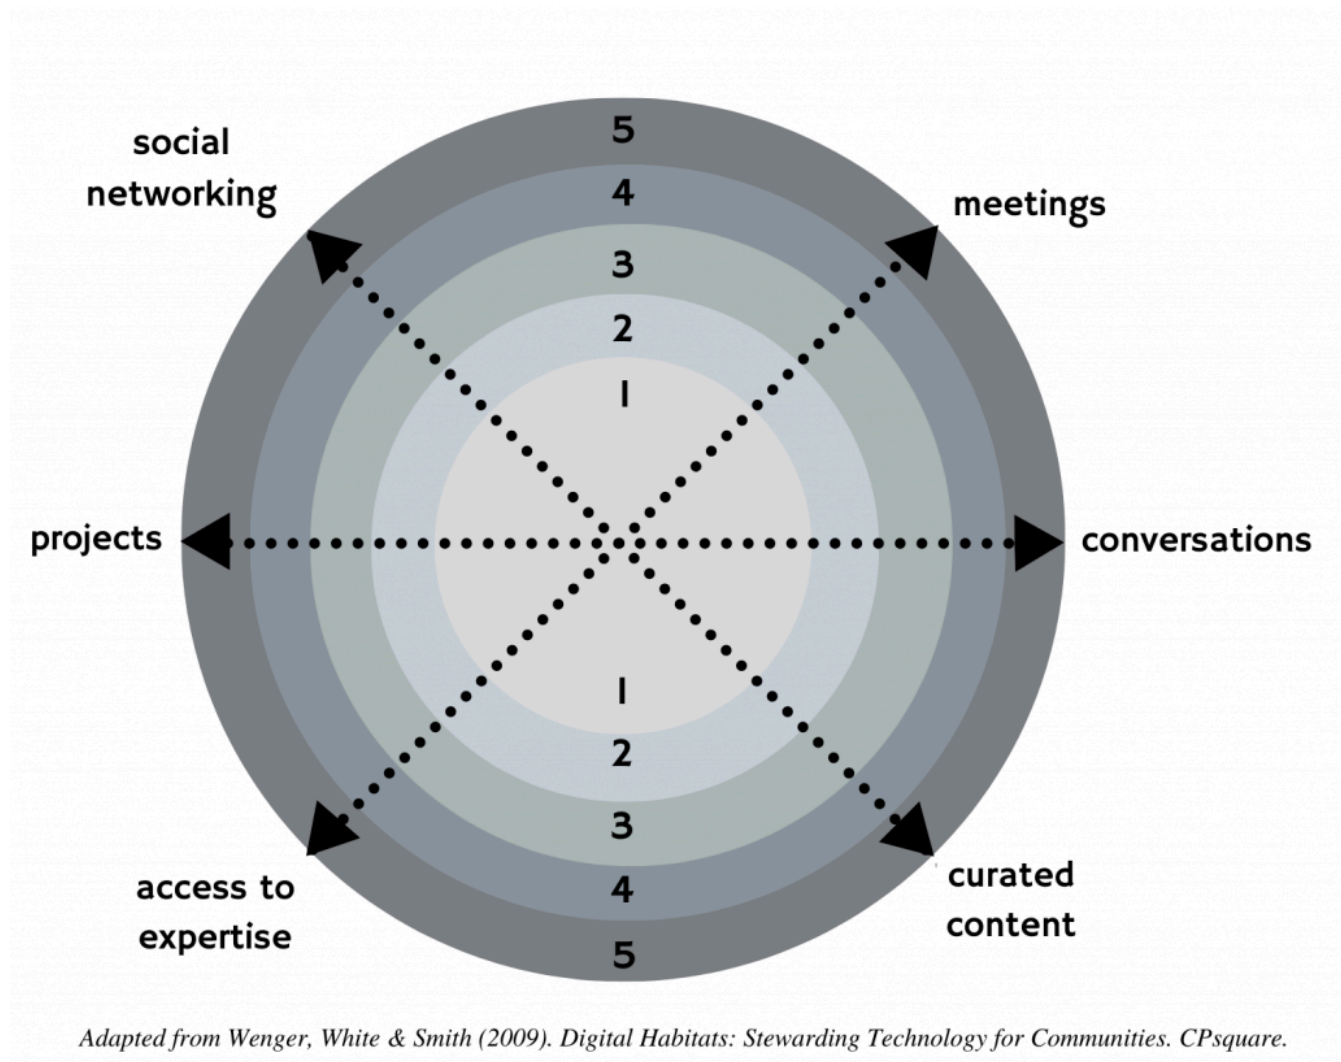 social
networking
meetings
5
4
3
2
1
projects
conversations
1
2
3
4
5
access to
expertise
curated
content
Adapted from Wenger, White & Smith (2009). Digital Habitats: Stewarding Technology for Communities. CPsquare.